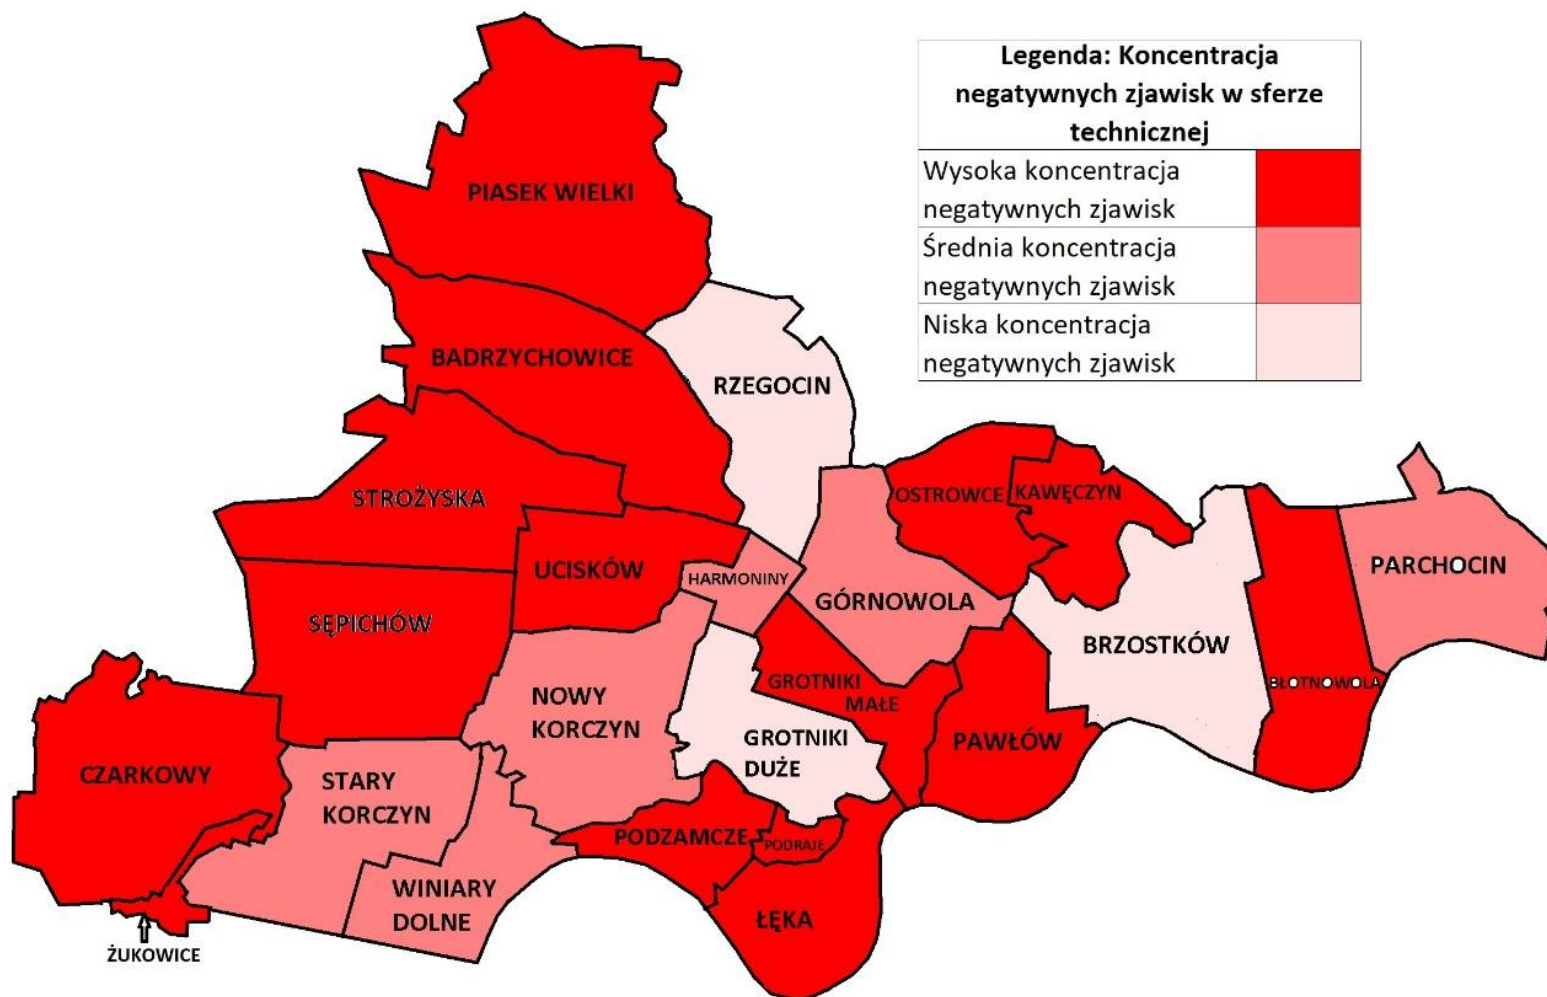 Legenda: Koncentracja
negatywnych zjawisk w sferze
technicznej
Wysoka koncentracja
negatywnych zjawisk
Średnia koncentracja
negatywnych zjawisk
Niska koncentracja
negatywnych zjawisk
PIASEK WIELKI
BADRZYCHOWICE
RZEGOCIN
STROŻYSKA
OSTROWCE
KAWĘCZYN
UCISKÓW
HARMONINY
GÓRNOWOLA
PARCHOCIN
SĘPICHÓW
BRZOSTKÓW
GROTNIKI
MAŁE
BŁOTNOWOLA
NOWY
KORCZYN
GROTNIKI
DUŻE
PAWŁÓW
CZARKOWY
STARY
KORCZYN
PODZAMCZE
PODRAJE
WINIARY
DOLNE
ŁĘKA
ŻUKOWICE